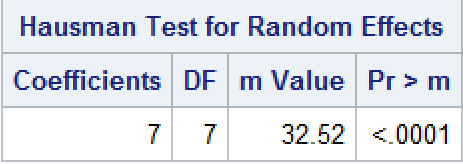 Hausman Test for Random Effects
Coefficients DF m Value Pr > m
7 7 32.52 <.0001